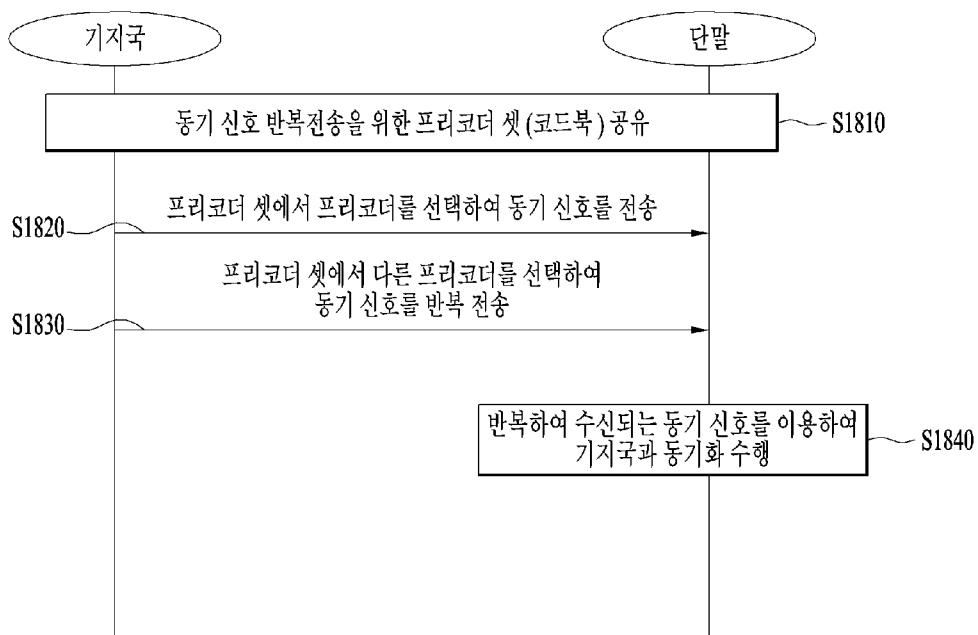 기지국
단말
동기 신호 반복전송을 위한 프리코더 셋 (코드북) 공유
S1810
프리코더 셋에서 프리코더를 선택하여 동기 신호를 전송
S1820
프리코더 셋에서 다른 프리코더를 선택하여
동기 신호를 반복 전송
S1830
반복하여 수신되는 동기 신호를 이용하여
기지국과 동기화 수행
S1840